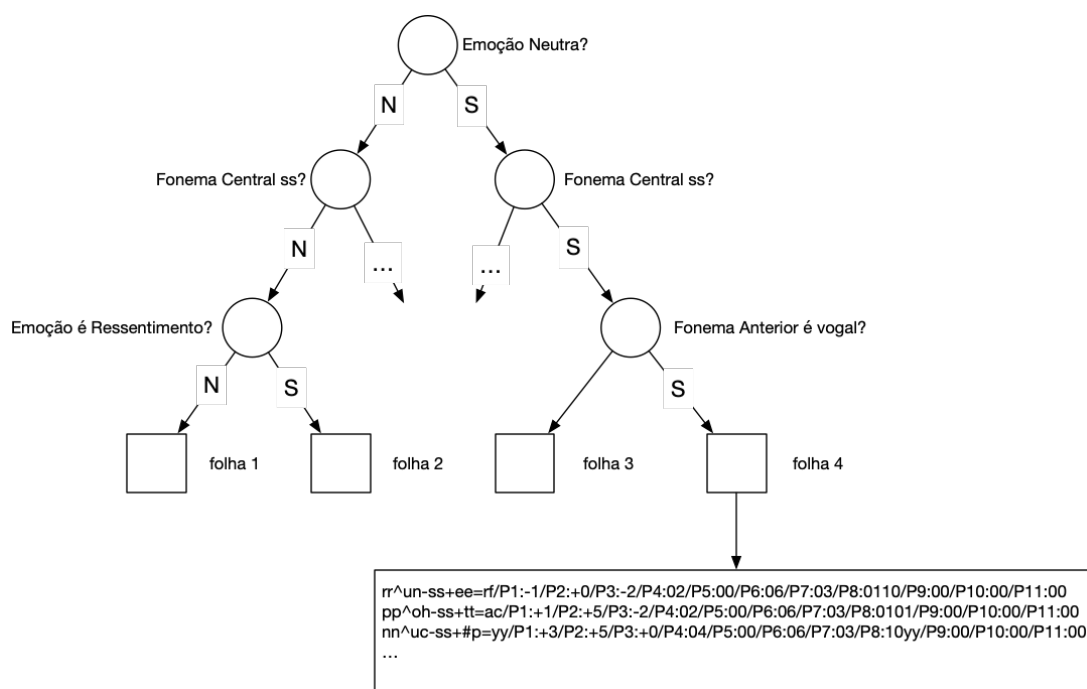 Emoção Neutra?
N
S
Fonema Central ss?
Fonema Central ss?
N
...
...
S
Emoção é Ressentimento?
Fonema Anterior é vogal?
N
S
S
folha 1
folha 2
folha 3
folha 4
rr^un-ss+ee=rf/P1:-1/P2:+0/P3:-2/P4:02/P5:00/P6:06/P7:03/P8:0110/P9:00/P10:00/P11:00
pp^oh-ss+tt=ac/P1:+1/P2:+5/P3:-2/P4:02/P5:00/P6:06/P7:03/P8:0101/P9:00/P10:00/P11:00
nn^uc-ss+#p=yy/P1:+3/P2:+5/P3:+0/P4:04/P5:00/P6:06/P7:03/P8:10yy/P9:00/P10:00/P11:00
...